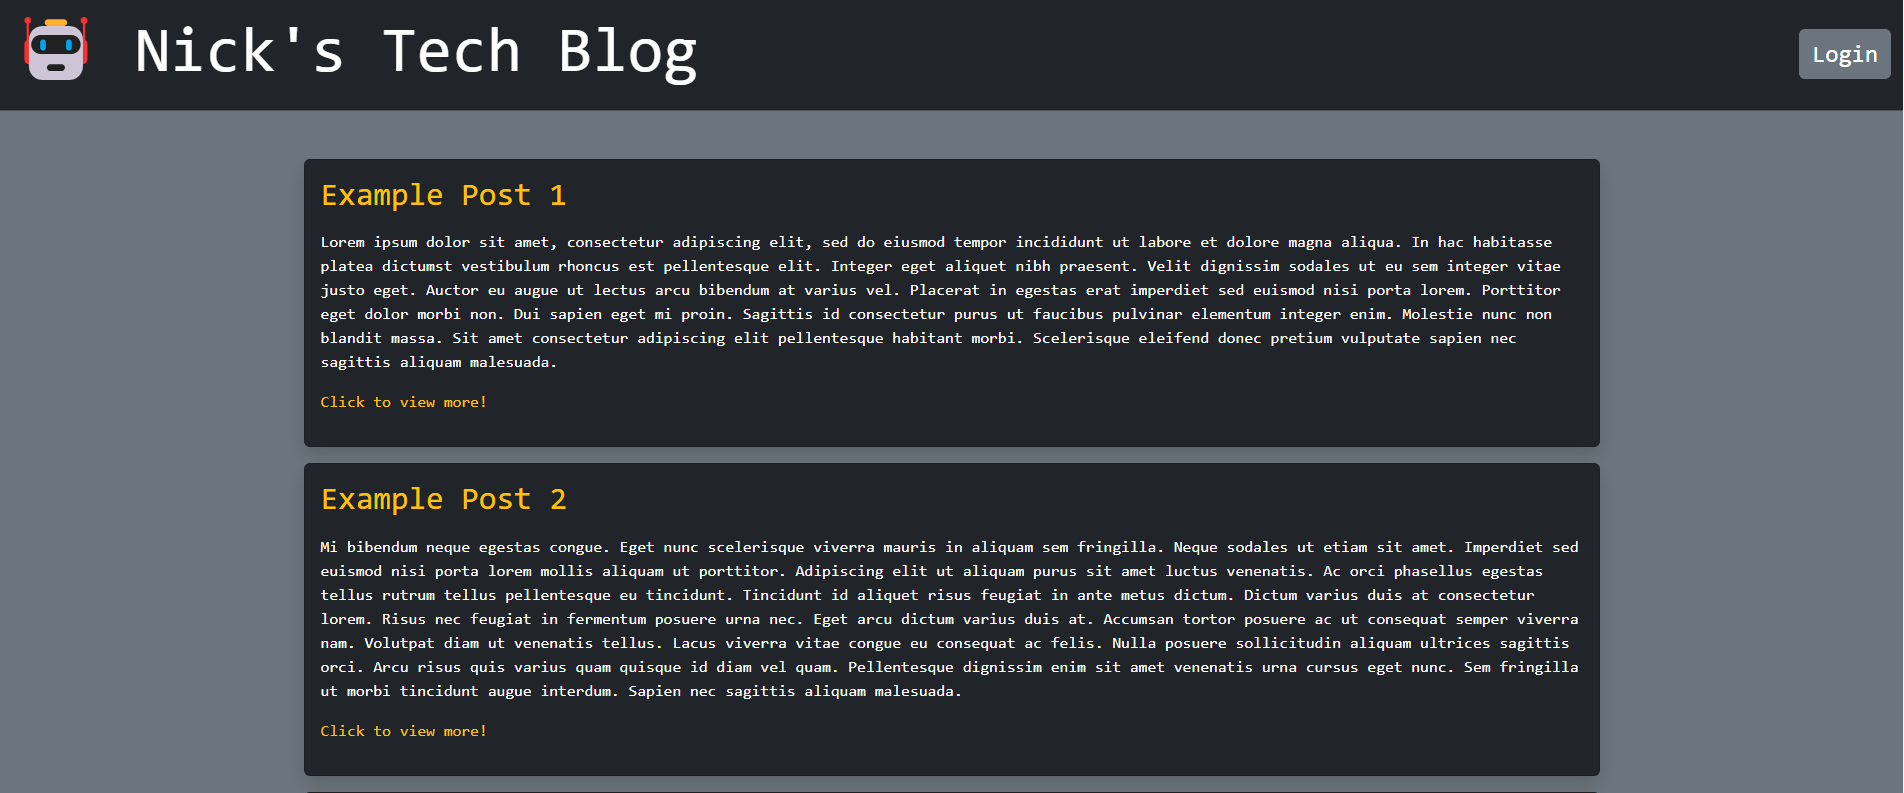 Nick's Tech Blog
Login
Example Post 1
Lorem ipsum dolor sit amet, consectetur adipiscing elit, sed do eiusmod tempor incididunt ut labore et dolore magna aliqua. In hac habitasse
platea dictumst vestibulum rhoncus est pellentesque elit. Integer eget aliquet nibh praesent. Velit dignissim sodales ut eu sem integer vitae
justo eget. Auctor eu augue ut lectus arcu bibendum at varius vel. Placerat in egestas erat imperdiet sed euismod nisi porta lorem. Porttitor
eget dolor morbi non. Dui sapien eget mi proin. Sagittis id consectetur purus ut faucibus pulvinar elementum integer enim. Molestie nunc non
blandit massa. Sit amet consectetur adipiscing elit pellentesque habitant morbi. Scelerisque eleifend donec pretium vulputate sapien nec
sagittis aliquam malesuada.
Click to view more!
Example Post 2
Mi bibendum neque egestas congue. Eget nunc scelerisque viverra mauris in aliquam sem fringilla. Neque sodales ut etiam sit amet. Imperdiet sed
euismod nisi porta lorem mollis aliquam ut porttitor. Adipiscing elit ut aliquam purus sit amet luctus venenatis. Ac orci phasellus egestas
tellus rutrum tellus pellentesque eu tincidunt. Tincidunt id aliquet risus feugiat in ante metus dictum. Dictum varius duis at consectetur
lorem. Risus nec feugiat in fermentum posuere urna nec. Eget arcu dictum varius duis at. Accumsan tortor posuere ac ut consequat semper viverra
nam. Volutpat diam ut venenatis tellus. Lacus viverra vitae congue eu consequat ac felis. Nulla posuere sollicitudin aliquam ultrices sagittis
orci. Arcu risus quis varius quam quisque id diam vel quam. Pellentesque dignissim enim sit amet venenatis urna cursus eget nunc. Sem fringilla
ut morbi tincidunt augue interdum. Sapien nec sagittis aliquam malesuada.
Click to view more!